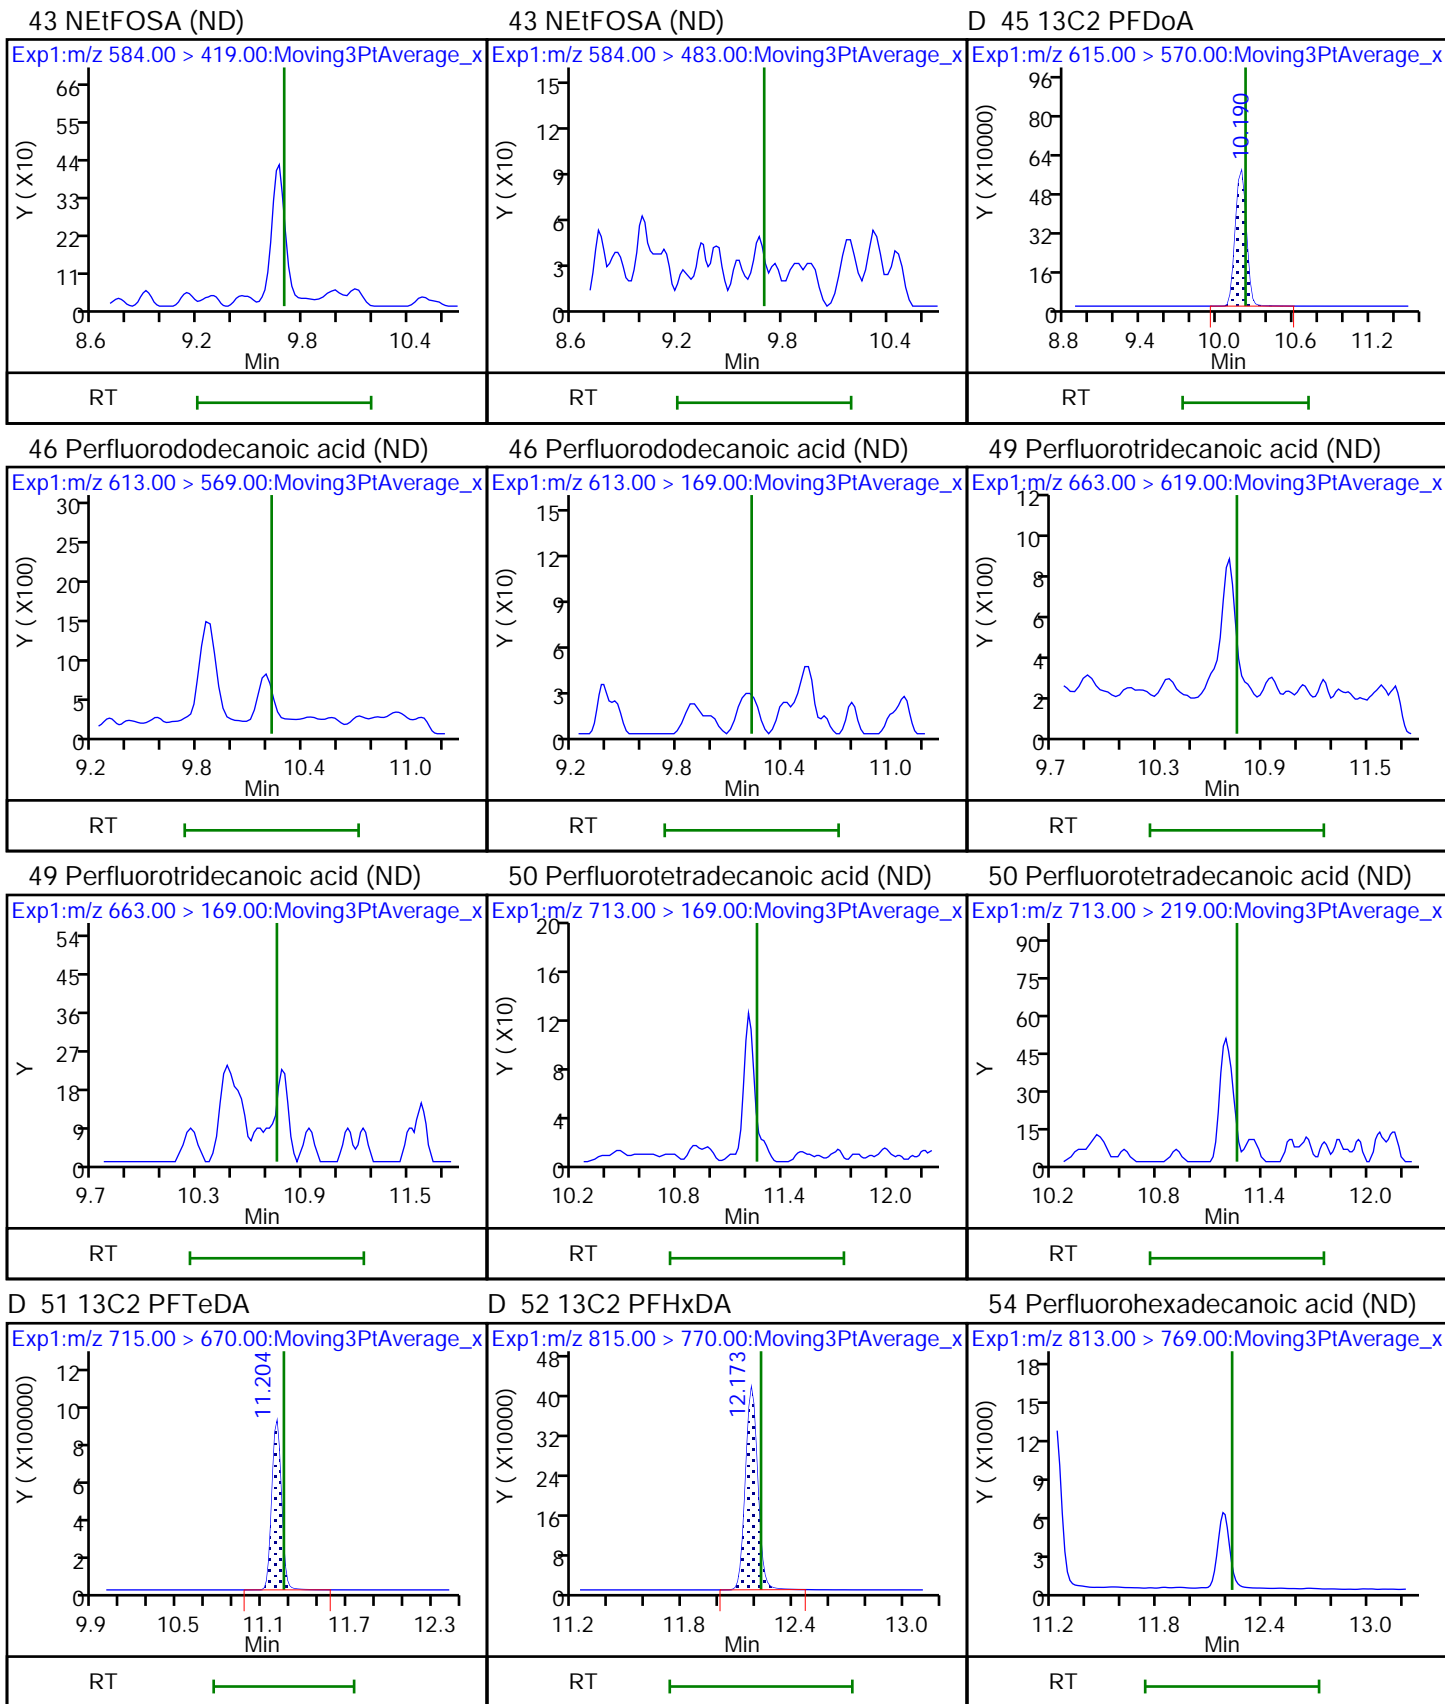 43 NEtFOSA (ND)
Exp1:m/z 584.00 > 419.00:Moving3PtAverage_x
Y ( X10)
66
55
44
33
22
11
0
8.6 9.2 9.8 10.4
Min
RT
43 NEtFOSA (ND)
Exp1:m/z 584.00 > 483.00:Moving3PtAverage_x
Y ( X10)
15
12
9
6
3
0
8.6 9.2 9.8 10.4
Min
RT
D 45 13C2 PFDoA
Exp1:m/z 615.00 > 570.00:Moving3PtAverage_x
10.190
Y ( X10000)
96
80
64
48
32
16
0
8.8 9.4 10.0 10.6 11.2
Min
RT
46 Perfluorododecanoic acid (ND)
Exp1:m/z 613.00 > 569.00:Moving3PtAverage_x
Y ( X100)
30
25
20
15
10
5
0
9.2 9.8 10.4 11.0
Min
RT
46 Perfluorododecanoic acid (ND)
Exp1:m/z 613.00 > 169.00:Moving3PtAverage_x
Y ( X10)
15
12
9
6
3
0
9.2 9.8 10.4 11.0
Min
RT
49 Perfluorotridecanoic acid (ND)
Exp1:m/z 663.00 > 619.00:Moving3PtAverage_x
Y ( X100)
12
10
8
6
4
2
0
9.7 10.3 10.9 11.5
Min
RT
49 Perfluorotridecanoic acid (ND)
Exp1:m/z 663.00 > 169.00:Moving3PtAverage_x
Y
54
45
36
27
18
9
0
9.7 10.3 10.9 11.5
Min
RT
50 Perfluorotetradecanoic acid (ND)
Exp1:m/z 713.00 > 169.00:Moving3PtAverage_x
Y ( X10)
20
16
12
8
4
0
10.2 10.8 11.4 12.0
Min
RT
50 Perfluorotetradecanoic acid (ND)
Exp1:m/z 713.00 > 219.00:Moving3PtAverage_x
Y
90
75
60
45
30
15
0
10.2 10.8 11.4 12.0
Min
RT
D 51 13C2 PFTeDA
Exp1:m/z 715.00 > 670.00:Moving3PtAverage_x
11.204
Y ( X100000)
12
10
8
6
4
2
0
9.9 10.5 11.1 11.7 12.3
Min
RT
D 52 13C2 PFHxDA
Exp1:m/z 815.00 > 770.00:Moving3PtAverage_x
12.173
Y ( X10000)
48
40
32
24
16
8
0
11.2 11.8 12.4 13.0
Min
RT
54 Perfluorohexadecanoic acid (ND)
Exp1:m/z 813.00 > 769.00:Moving3PtAverage_x
Y ( X1000)
18
15
12
9
6
3
0
11.2 11.8 12.4 13.0
Min
RT